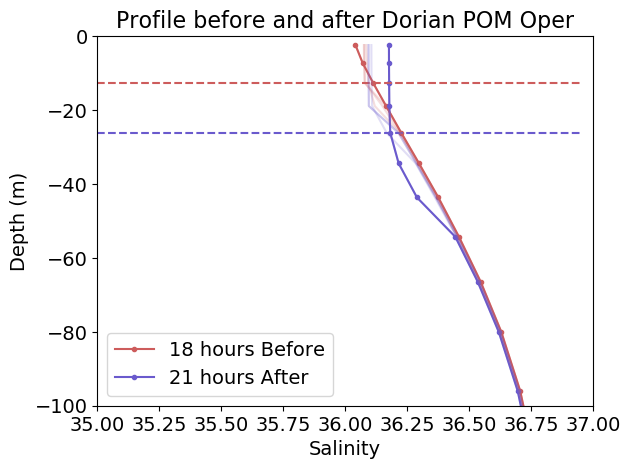 Profile before and after Dorian POM Oper
0
−20
−40
−60
−80
−100
Depth (m)
18 hours Before
21 hours After
35.00 35.25 35.50 35.75 36.00 36.25 36.50 36.75 37.00
Salinity